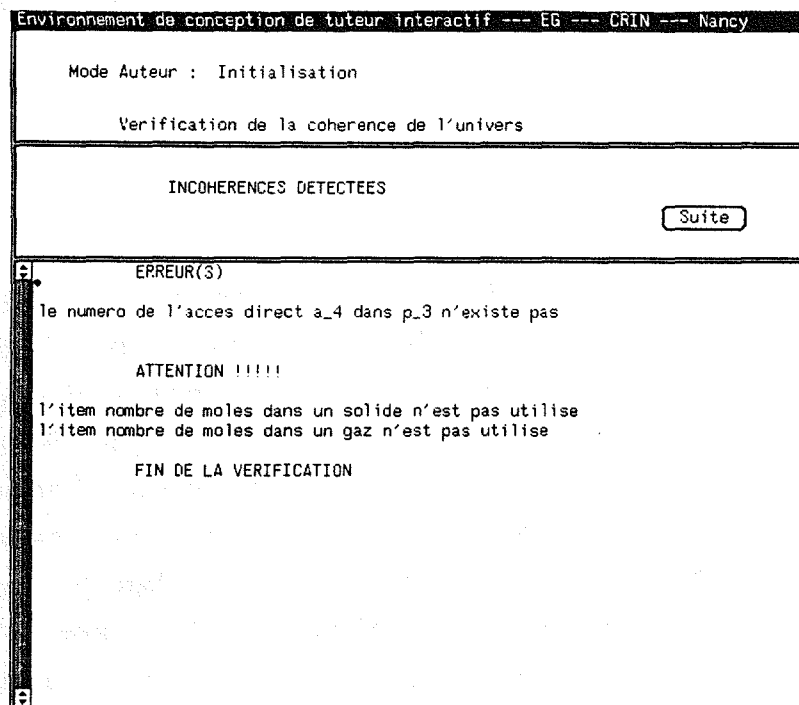 Environnement de conception de tuteur interactif --- EG --- CRIN --- Nancy
Mode Auteur : Initialisation
Verification de la coherence de l'univers
INCOHERENCES DETECTEES
Suite
ERREUR(S)
le numero de l'acces direct a_4 dans p_3 n'existe pas
ATTENTION !!!!!
l'item nombre de moles dans un solide n'est pas utilise
l'item nombre de moles dans un gaz n'est pas utilise
FIN DE LA VERIFICATION